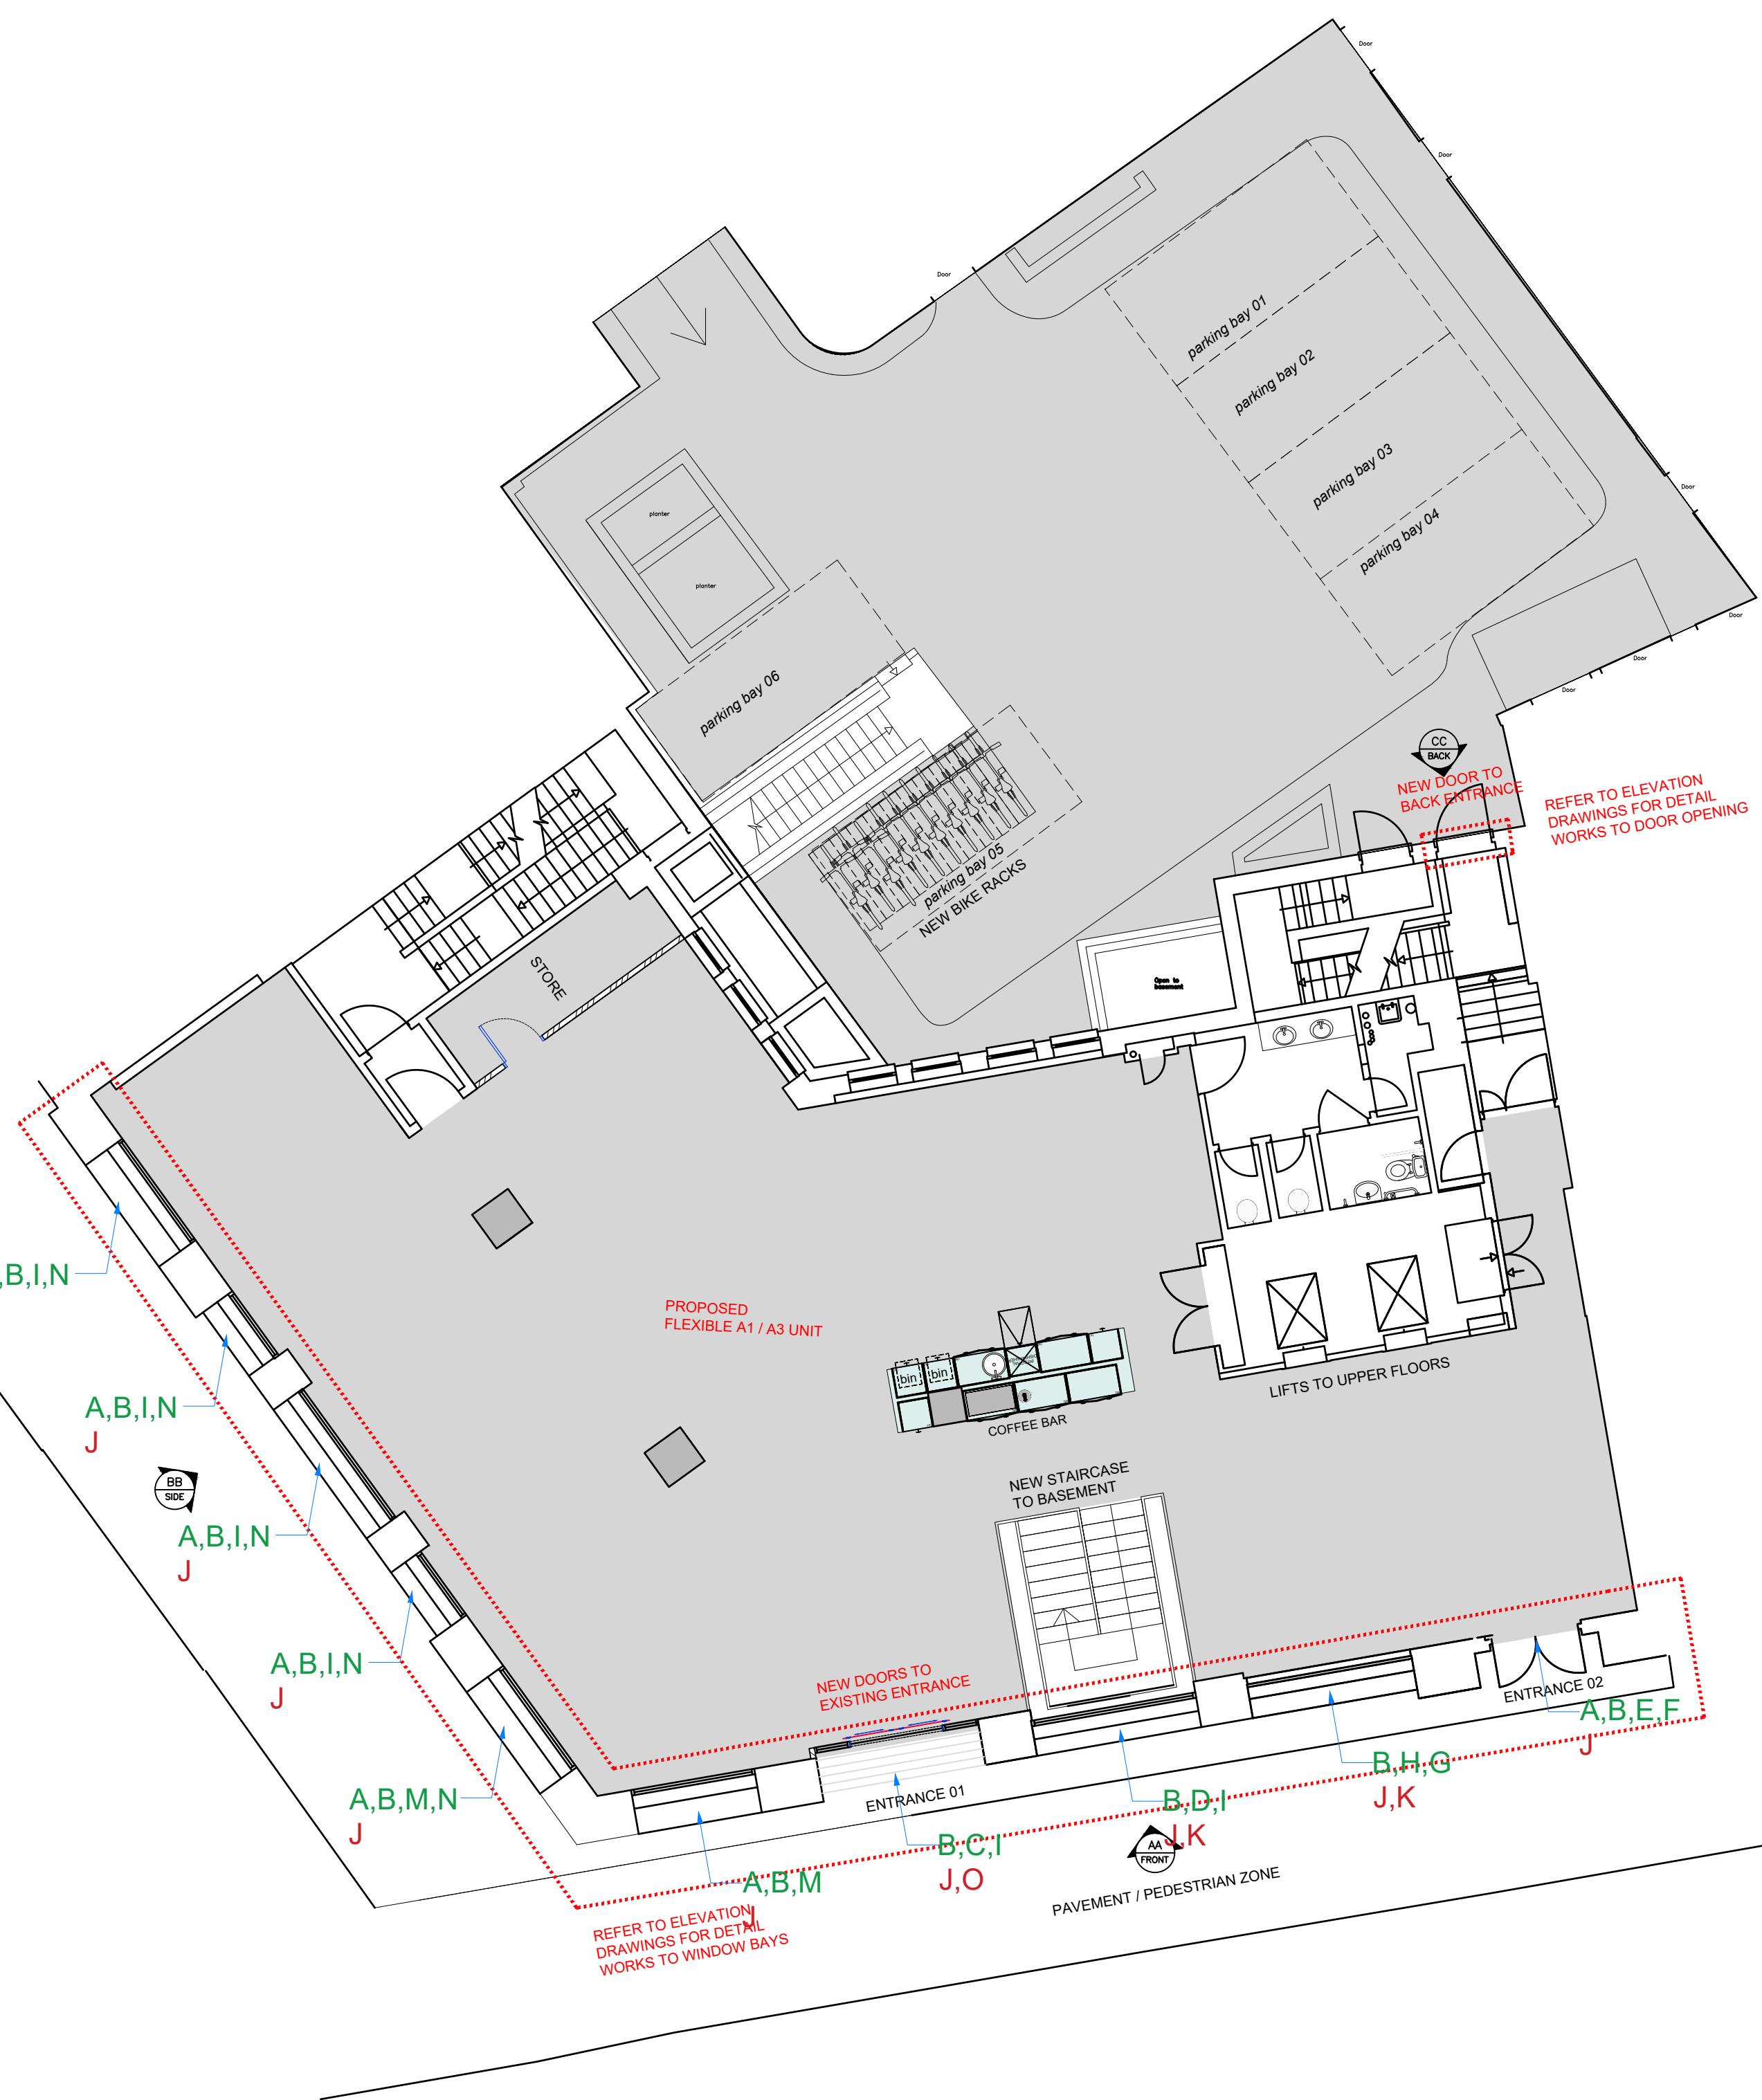 Door
Door
Door
parking bay 01
parking bay 02
parking bay 03
parking bay 04
Door
planter
planter
Door
Door
Door
parking bay 06
CC
BACK
NEW DOOR TO
BACK ENTRANCE
REFER TO ELEVATION
DRAWINGS FOR DETAIL
WORKS TO DOOR OPENING
parking bay 05
NEW BIKE RACKS
STORE
Open to
basement
,B,I,N
PROPOSED
FLEXIBLE A1 / A3 UNIT
bin
bin
COFFEE BAR
LIFTS TO UPPER FLOORS
A,B,I,N
J
BB
SIDE
NEW STAIRCASE
TO BASEMENT
A,B,I,N
J
A,B,I,N
J
NEW DOORS TO
EXISTING ENTRANCE
ENTRANCE 02
A,B,E,F
J
A,B,M,N
J
ENTRANCE 01
B,H,G
J,K
B,D,I
J,K
B,C,I
J,O
AA
FRONT
A,B,M
J
PAVEMENT / PEDESTRIAN ZONE
REFER TO ELEVATION
DRAWINGS FOR DETAIL
WORKS TO WINDOW BAYS